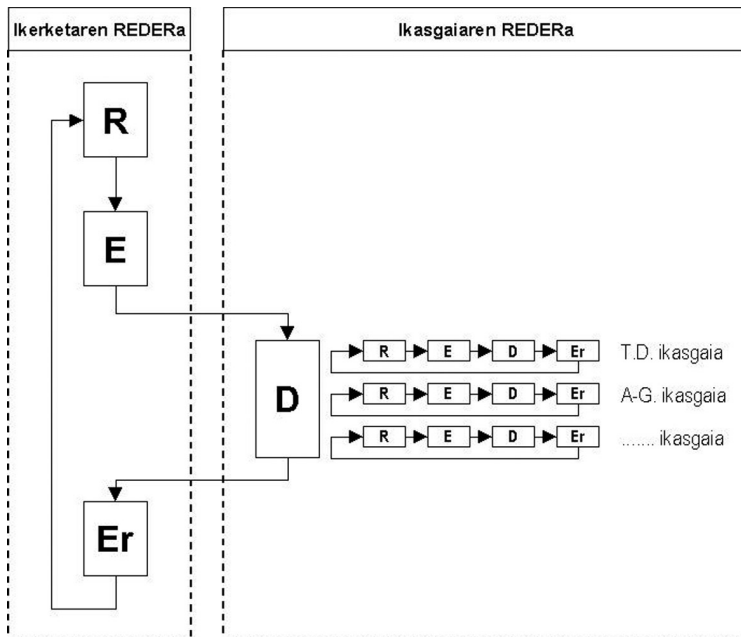 Ikerketaren REDERa
Ikasgaiaren REDERa
R
E
D
R E D Er T.D. ikasgaia
R E D Er A-G. ikasgaia
R E D Er ....... ikasgaia
Er